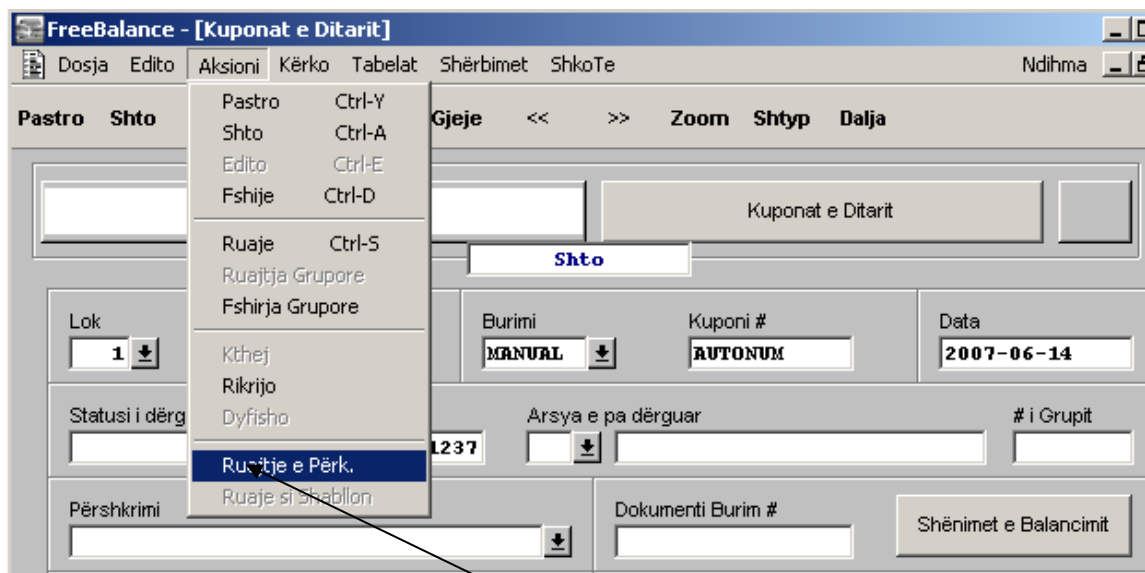 FreeBalance - [Kuponat e Ditarit]
Dosja Edito Aksioni Kërko Tabelat Shërbimet ShkoTe Ndihma
Pastro Shto Gjeje << >> Zoom Shtyp Dalja
Pastro Ctrl-Y
Shto Ctrl-A
Edito Ctrl-E
Fshije Ctrl-D
Ruaje Ctrl-S
Ruajtja Grupore
Fshirja Grupore
Kthej
Rikrijo
Dyfisho
Ruajtje e Përk.
Ruaje si Shabllon
Kuponat e Ditarit
Shto
Lok Burimi Kuponi # Data
1 MANUAL AUTONUM 2007-06-14
Statusi i dërg Arsya e pa dërguar # i Grupit
1237
Përshkrimi Dokumenti Burim # Shënimet e Balancimit